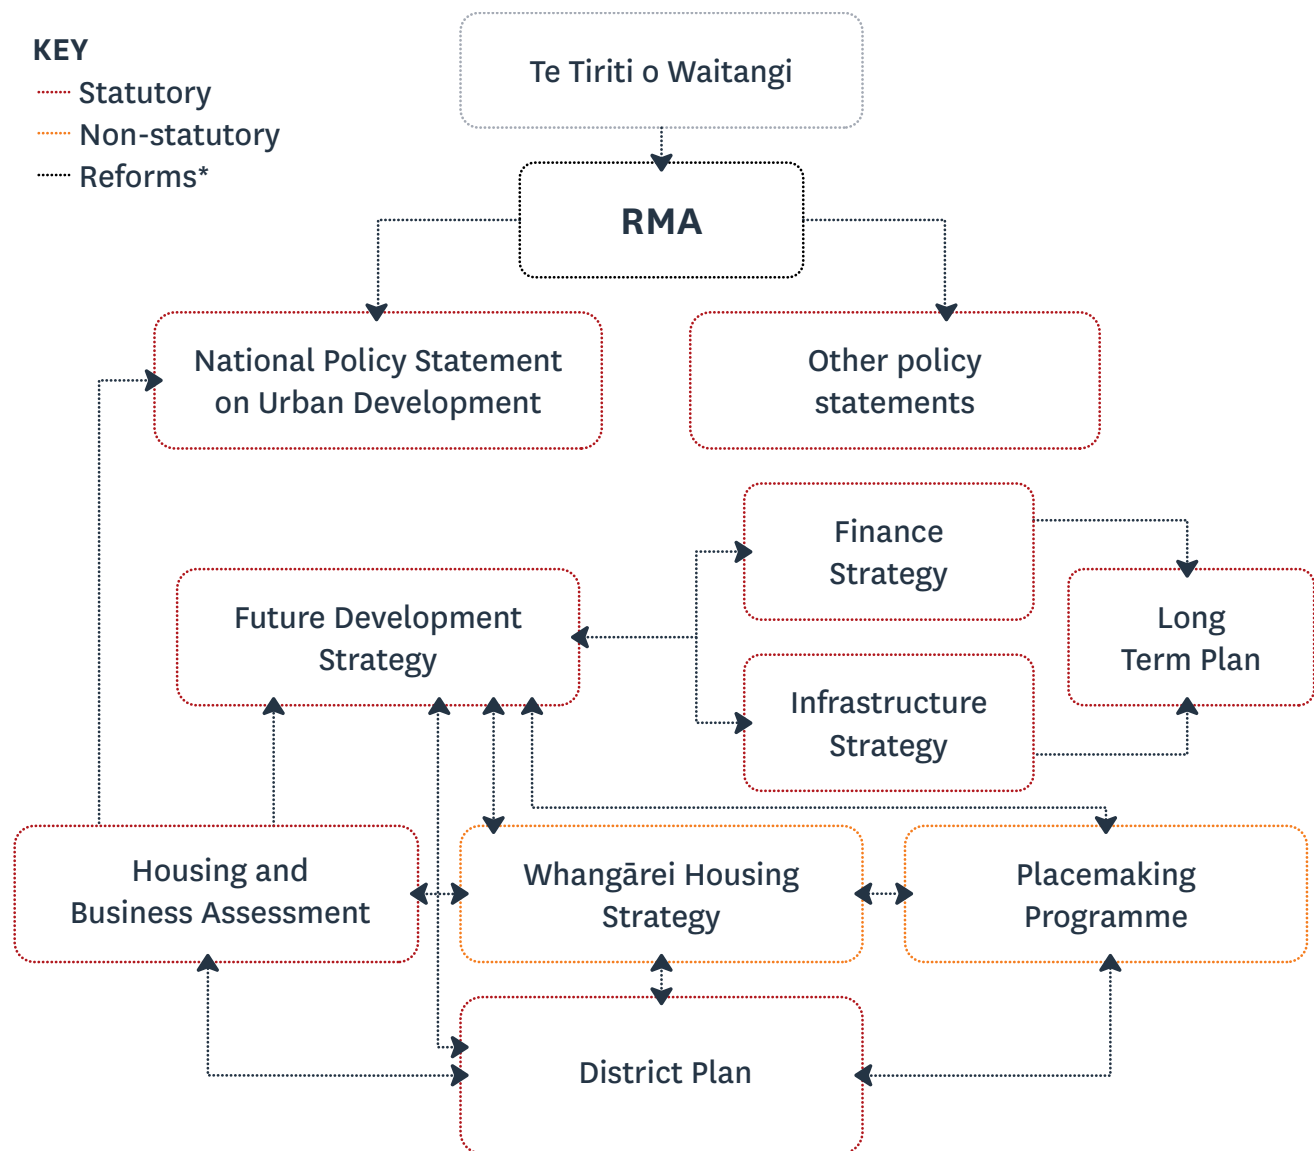 KEY
Statutory
Non-statutory
Reforms*
Te Tiriti o Waitangi
RMA
National Policy Statement
on Urban Development
Other policy
statements
Finance
Strategy
Future Development
Strategy
Long
Term Plan
Infrastructure
Strategy
Housing and
Business Assessment
Whangārei Housing
Strategy
Placemaking
Programme
District Plan